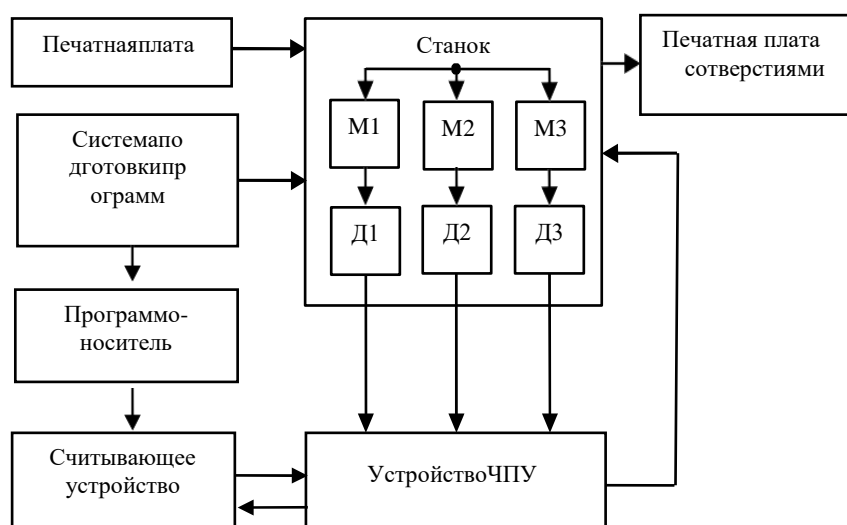 Печатнаяплата
Станок
Печатная плата
сотверстиями
М1
М2
М3
Системапо
дготовкипр
ограмм
Д1
Д2
Д3
Программо-
носитель
Считывающее
устройство
УстройствоЧПУ